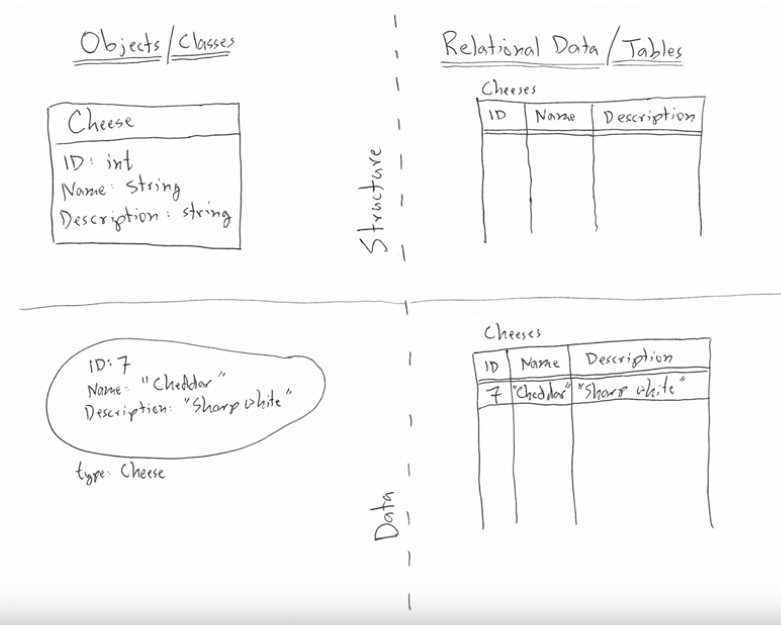 Objects/Classes
Cheese
ID: int
Name: String
Description: string
Structure
Relational Data/Tables
Cheeses
ID Name Description
ID: 7
Name: "Cheddar"
Description: "Sharp white"
type: Cheese
Data
Cheeses
ID Name Description
7 "Cheddar" "Sharp white"